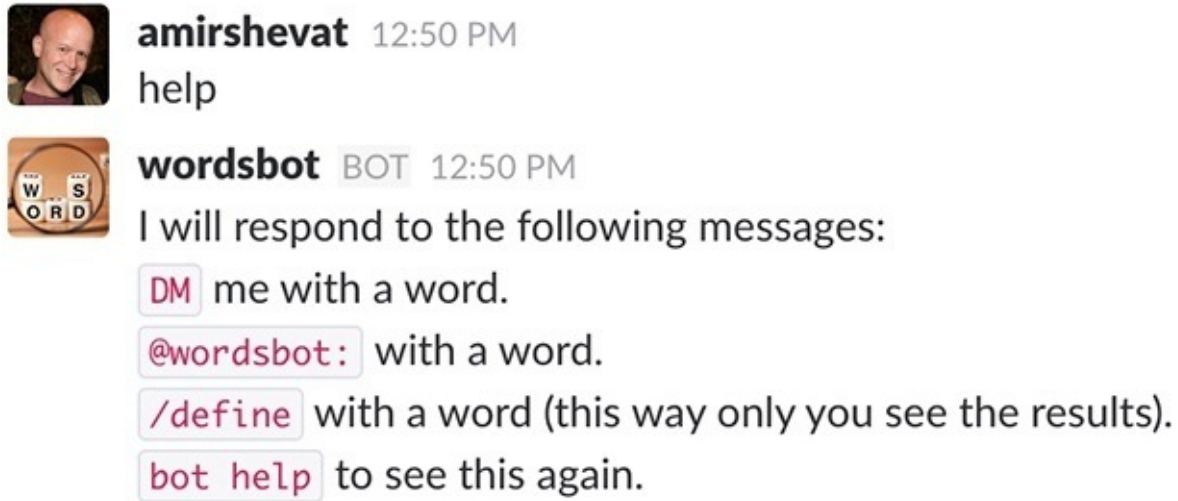 amirshevat 12:50 PM
help
wordsbot BOT 12:50 PM
W S
ORD
I will respond to the following messages:
DM me with a word.
@wordsbot: with a word.
/define with a word (this way only you see the results).
bot help to see this again.